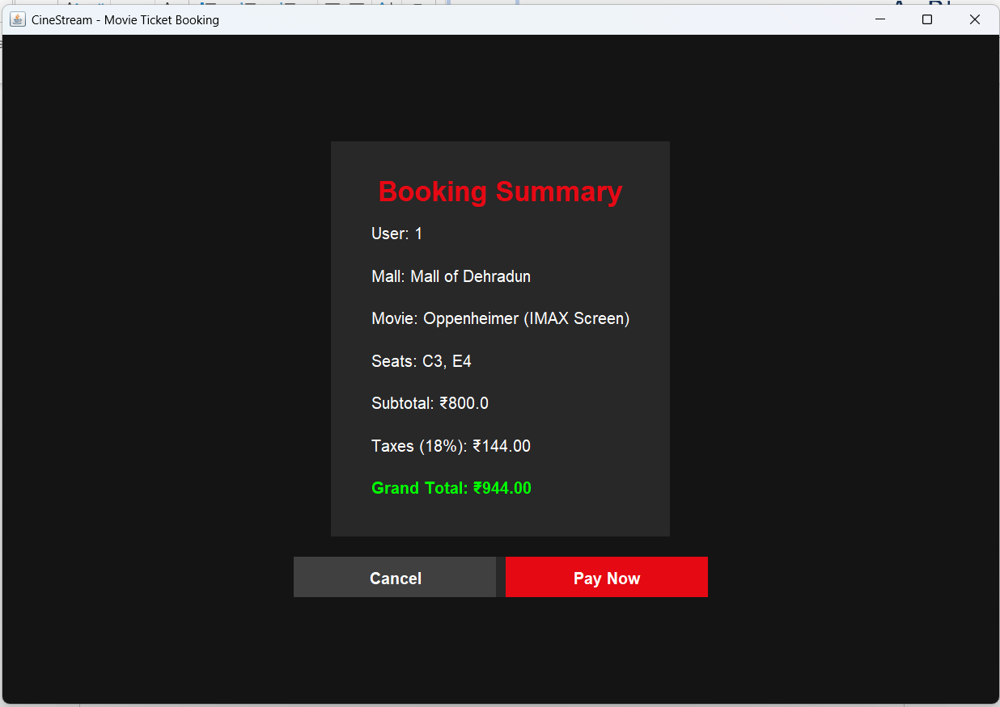 CineStream - Movie Ticket Booking
Booking Summary
User: 1
Mall: Mall of Dehradun
Movie: Oppenheimer (IMAX Screen)
Seats: C3, E4
Subtotal: ₹800.0
Taxes (18%): ₹144.00
Grand Total: ₹944.00
Cancel
Pay Now